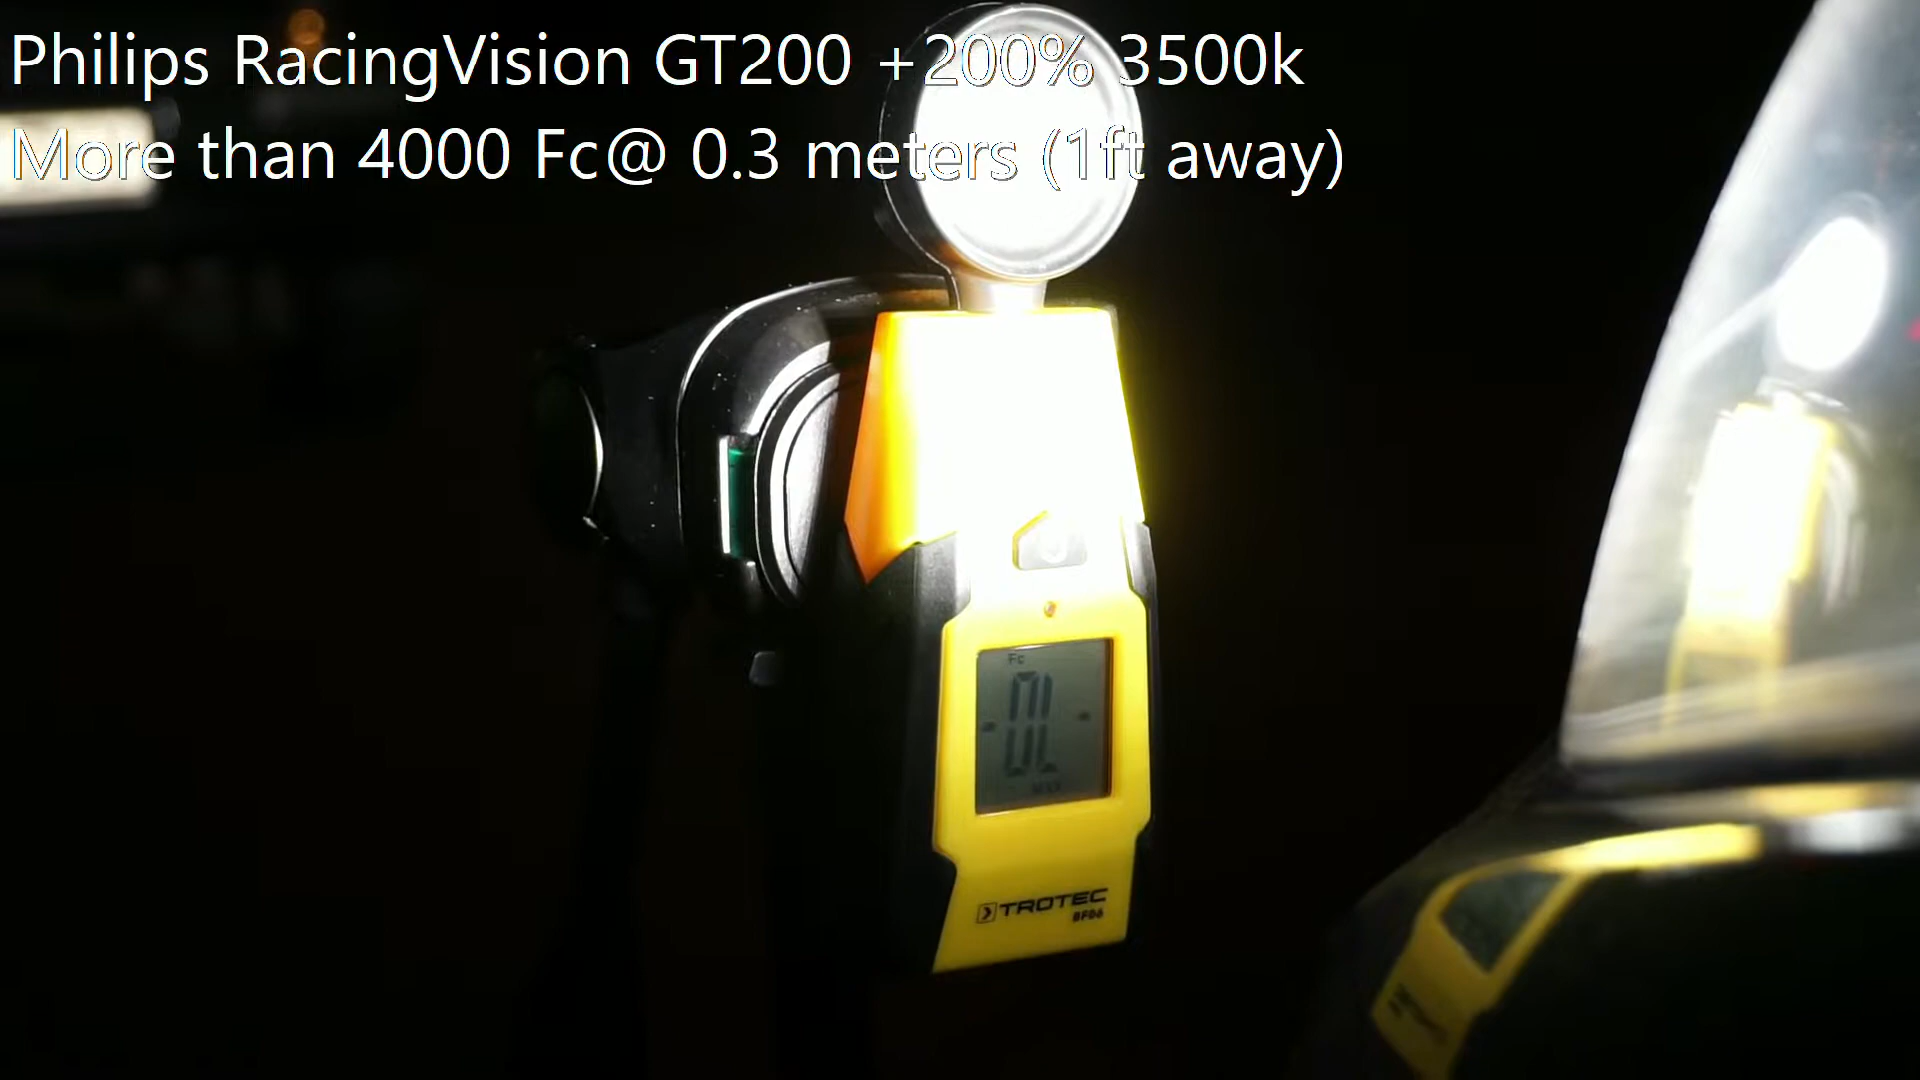 Philips RacingVision GT200 +200% 3500k
More than 4000 Fc@ 0.3 meters (1ft away)
Fc
OL
TROTEC
BF06